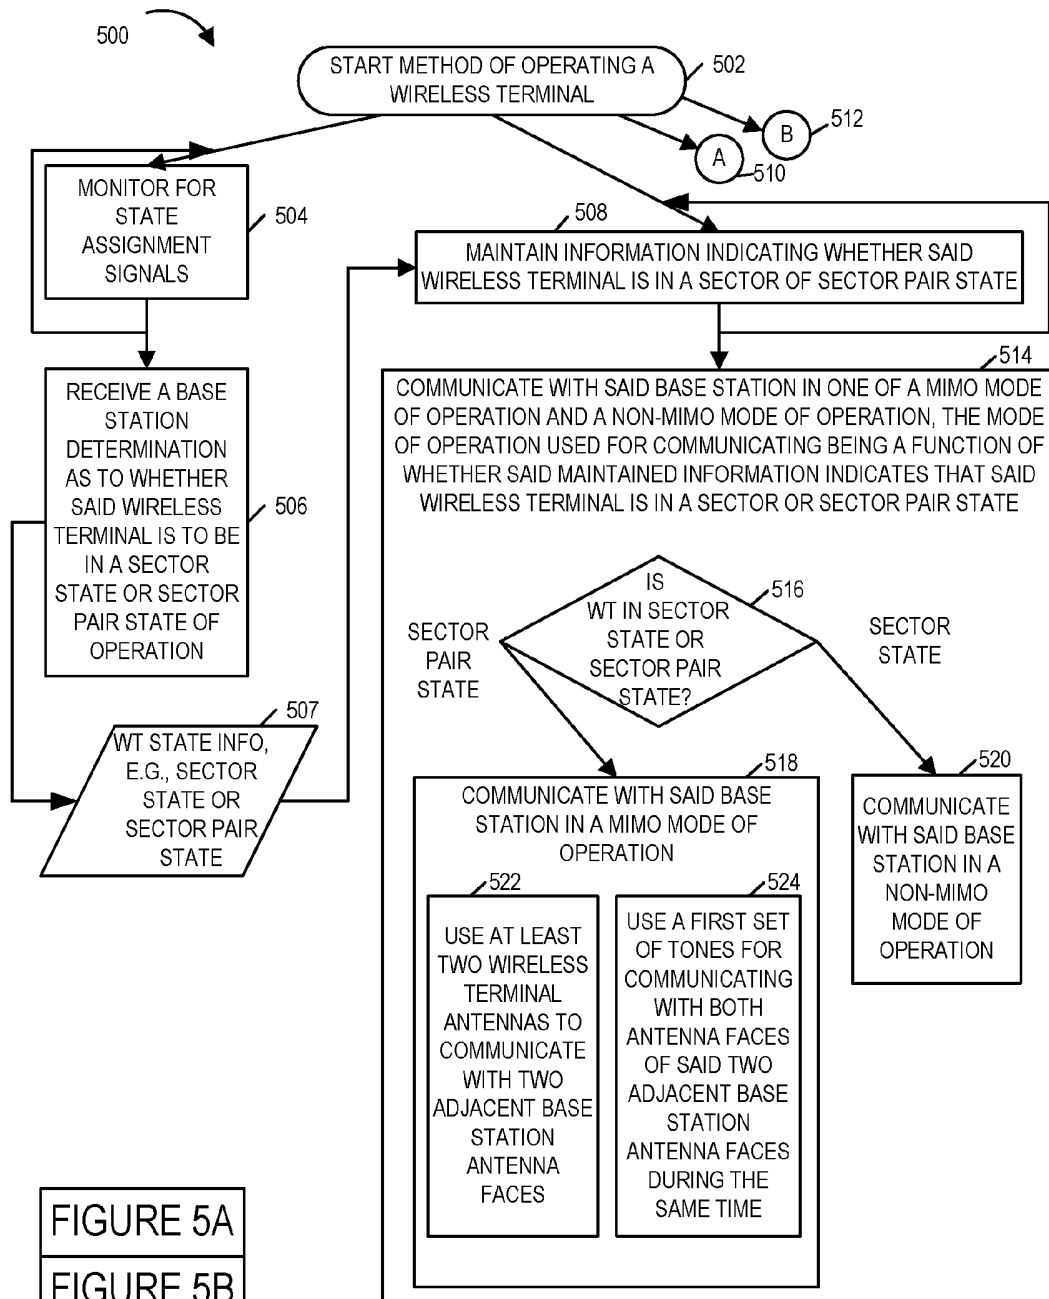 500
START METHOD OF OPERATING A
WIRELESS TERMINAL
502
B
512
A
510
MONITOR FOR
STATE
ASSIGNMENT
SIGNALS
504
508
MAINTAIN INFORMATION INDICATING WHETHER SAID
WIRELESS TERMINAL IS IN A SECTOR OF SECTOR PAIR STATE
RECEIVE A BASE
STATION
DETERMINATION
AS TO WHETHER
SAID WIRELESS
TERMINAL IS TO BE
IN A SECTOR
STATE OR SECTOR
PAIR STATE OF
OPERATION
506
507
WT STATE INFO,
E.G., SECTOR
STATE OR
SECTOR PAIR
STATE
514
COMMUNICATE WITH SAID BASE STATION IN ONE OF A MIMO MODE
OF OPERATION AND A NON-MIMO MODE OF OPERATION, THE MODE
OF OPERATION USED FOR COMMUNICATING BEING A FUNCTION OF
WHETHER SAID MAINTAINED INFORMATION INDICATES THAT SAID
WIRELESS TERMINAL IS IN A SECTOR OR SECTOR PAIR STATE
IS
WT IN SECTOR
STATE OR
SECTOR PAIR
STATE?
516
SECTOR
PAIR
STATE
SECTOR
STATE
518
COMMUNICATE WITH SAID BASE
STATION IN A MIMO MODE OF
OPERATION
520
COMMUNICATE
WITH SAID BASE
STATION IN A
NON-MIMO
MODE OF
OPERATION
522
USE AT LEAST
TWO WIRELESS
TERMINAL
ANTENNAS TO
COMMUNICATE
WITH TWO
ADJACENT BASE
STATION
ANTENNA
FACES
524
USE A FIRST SET
OF TONES FOR
COMMUNICATING
WITH BOTH
ANTENNA FACES
OF SAID TWO
ADJACENT BASE
STATION
ANTENNA FACES
DURING THE
SAME TIME
FIGURE 5A
FIGURE 5B